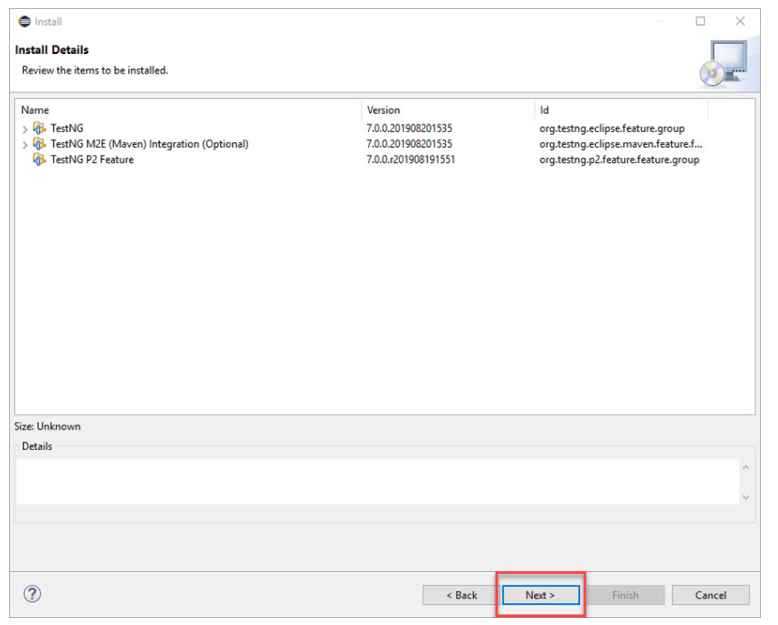 Install
Install Details
Review the items to be installed.
Name Version Id
TestNG 7.0.0.201908201535 org.testng.eclipse.feature.group
TestNG M2E (Maven) Integration (Optional) 7.0.0.201908201535 org.testng.eclipse.maven.feature.f...
TestNG P2 Feature 7.0.0.r201908191551 org.testng.p2.feature.feature.group
Size: Unknown
Details
? < Back Next > Finish Cancel